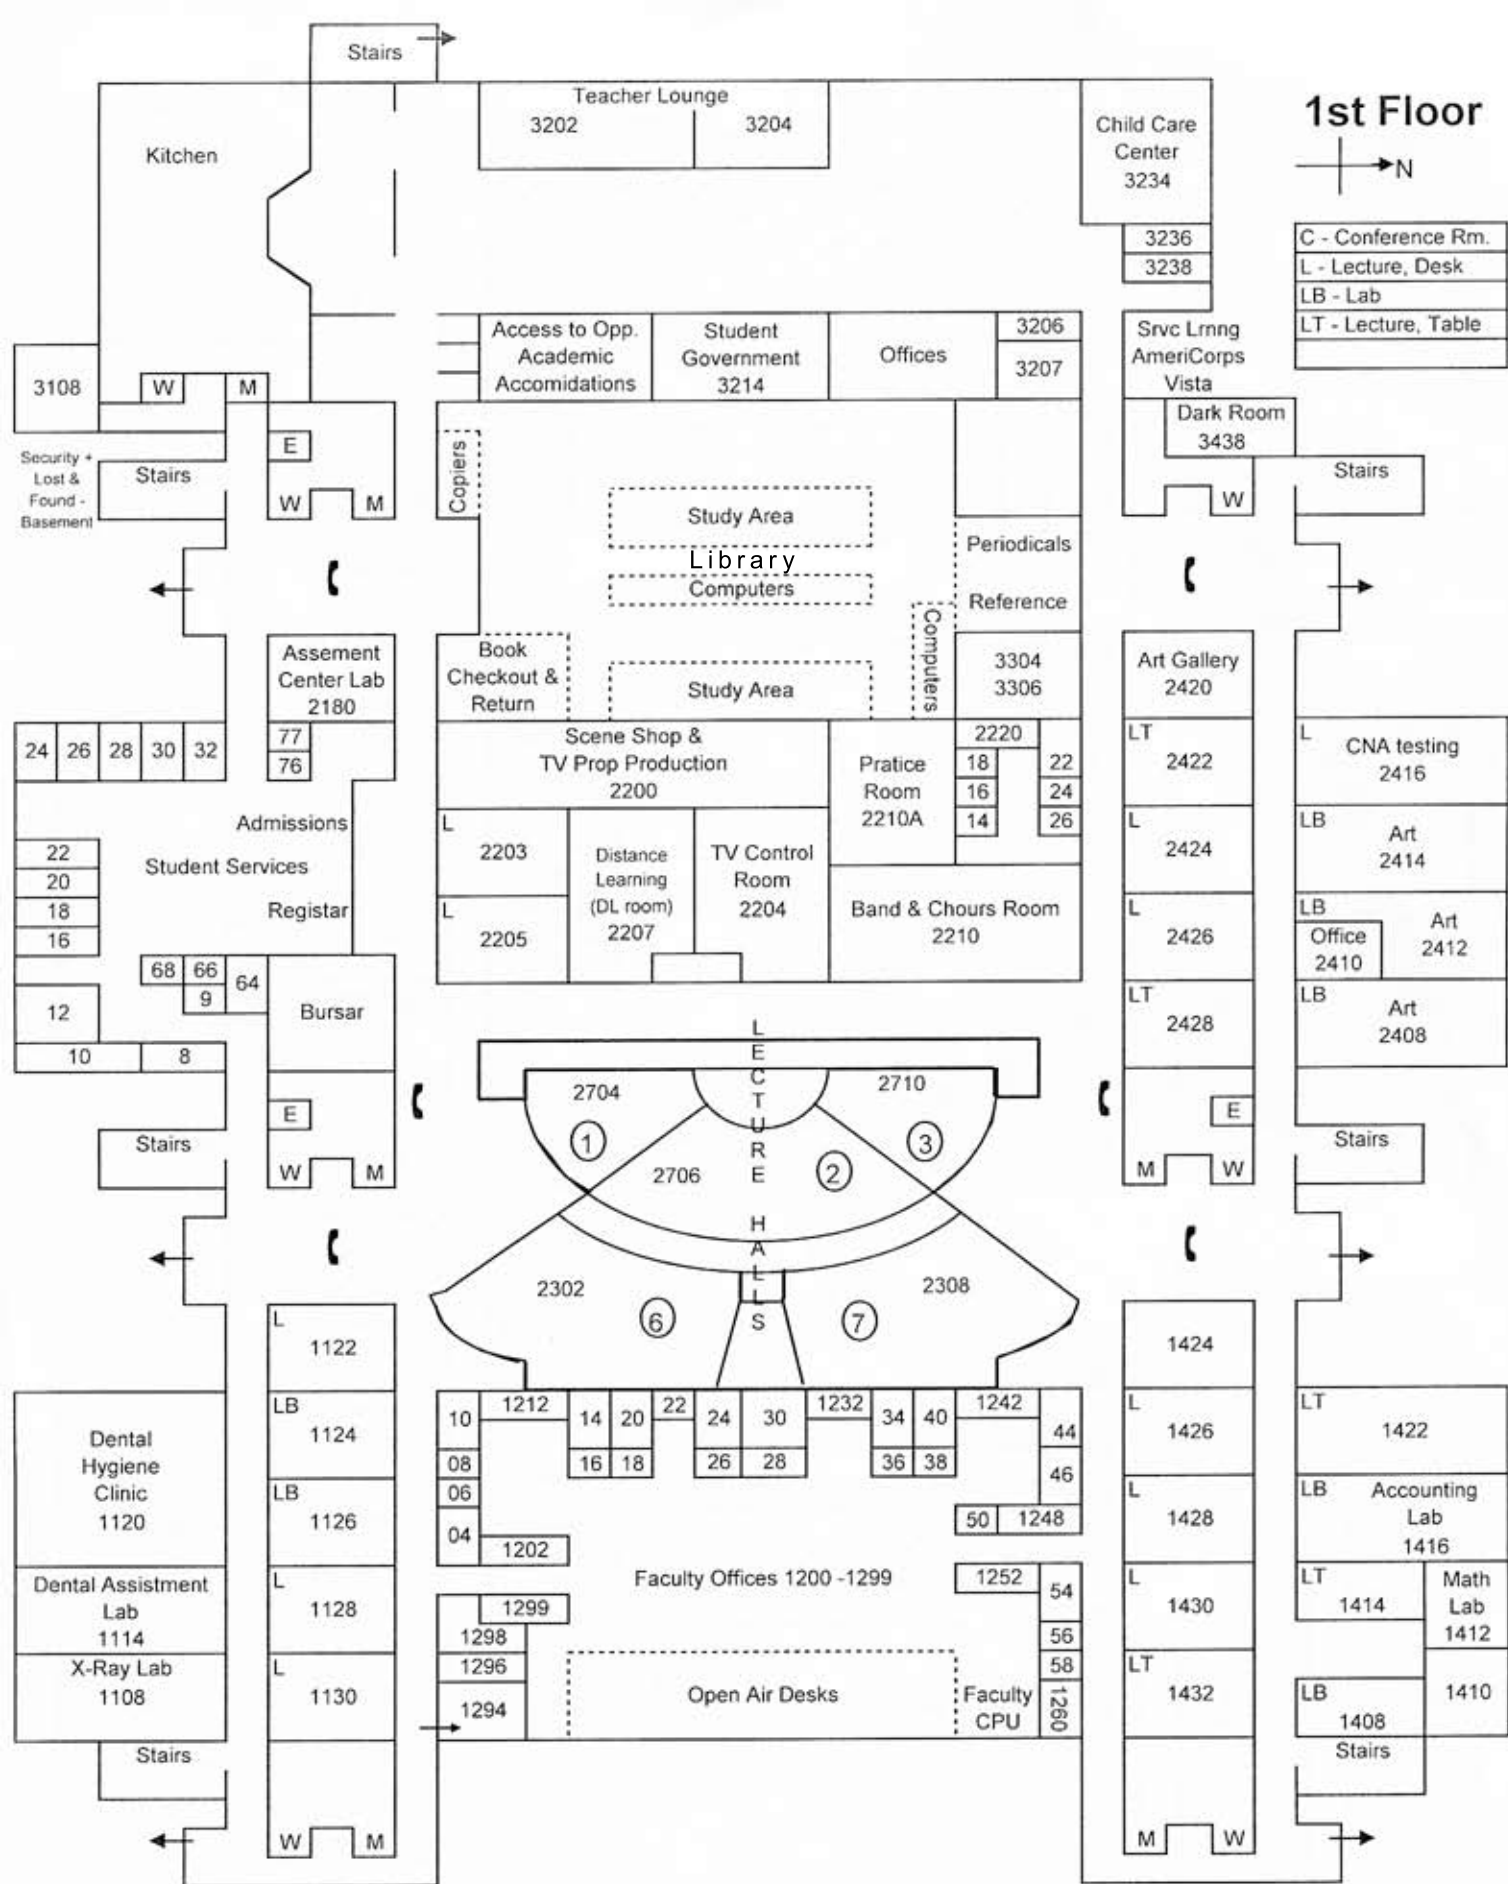 Stairs
Teacher Lounge
3202
3204
Kitchen
Child Care
Center
3234
3236
3238
1st Floor
N
C - Conference Rm.
L - Lecture, Desk
LB - Lab
LT - Lecture, Table
Access to Opp.
Academic
Accomidations
Student
Government
3214
Offices
3206
3207
Srvc Lrnng
AmeriCorps
Vista
3108
W
M
Dark Room
3438
E
Security +
Lost &
Found -
Basement
Stairs
W
M
Copiers
Study Area
Library
Computers
Periodicals
Reference
W
Stairs
Assement
Center Lab
2180
Book
Checkout &
Return
Study Area
Computers
3304
3306
Art Gallery
2420
24
26
28
30
32
77
76
Scene Shop &
TV Prop Production
2200
Pratice
Room
2210A
2220
18
16
14
22
24
26
LT
2422
L
CNA testing
2416
Admissions
Student Services
Registar
22
20
18
16
L
2203
L
2205
Distance
Learning
(DL room)
2207
TV Control
Room
2204
Band & Chours Room
2210
L
2424
LB
Art
2414
L
2426
LB
Office
2410
Art
2412
68
66
64
9
12
10
8
Bursar
LT
2428
LB
Art
2408
LECTURE HALLS
2704
1
2706
2
2710
3
E
Stairs
W
M
E
M
W
Stairs
2302
6
2308
7
L
1122
1424
Dental
Hygiene
Clinic
1120
LB
1124
LB
1126
10
08
06
04
1212
14
20
22
24
30
1232
34
40
1242
44
16
18
26
28
36
38
46
50
1248
1202
L
1426
LT
1422
L
1428
LB
Accounting
Lab
1416
Dental Assistment
Lab
1114
L
1128
Faculty Offices 1200 -1299
1252
54
56
58
1260
L
1430
LT
1414
Math
Lab
1412
X-Ray Lab
1108
L
1130
1299
1298
1296
1294
Open Air Desks
Faculty
CPU
LT
1432
LB
1408
1410
Stairs
Stairs
W
M
M
W